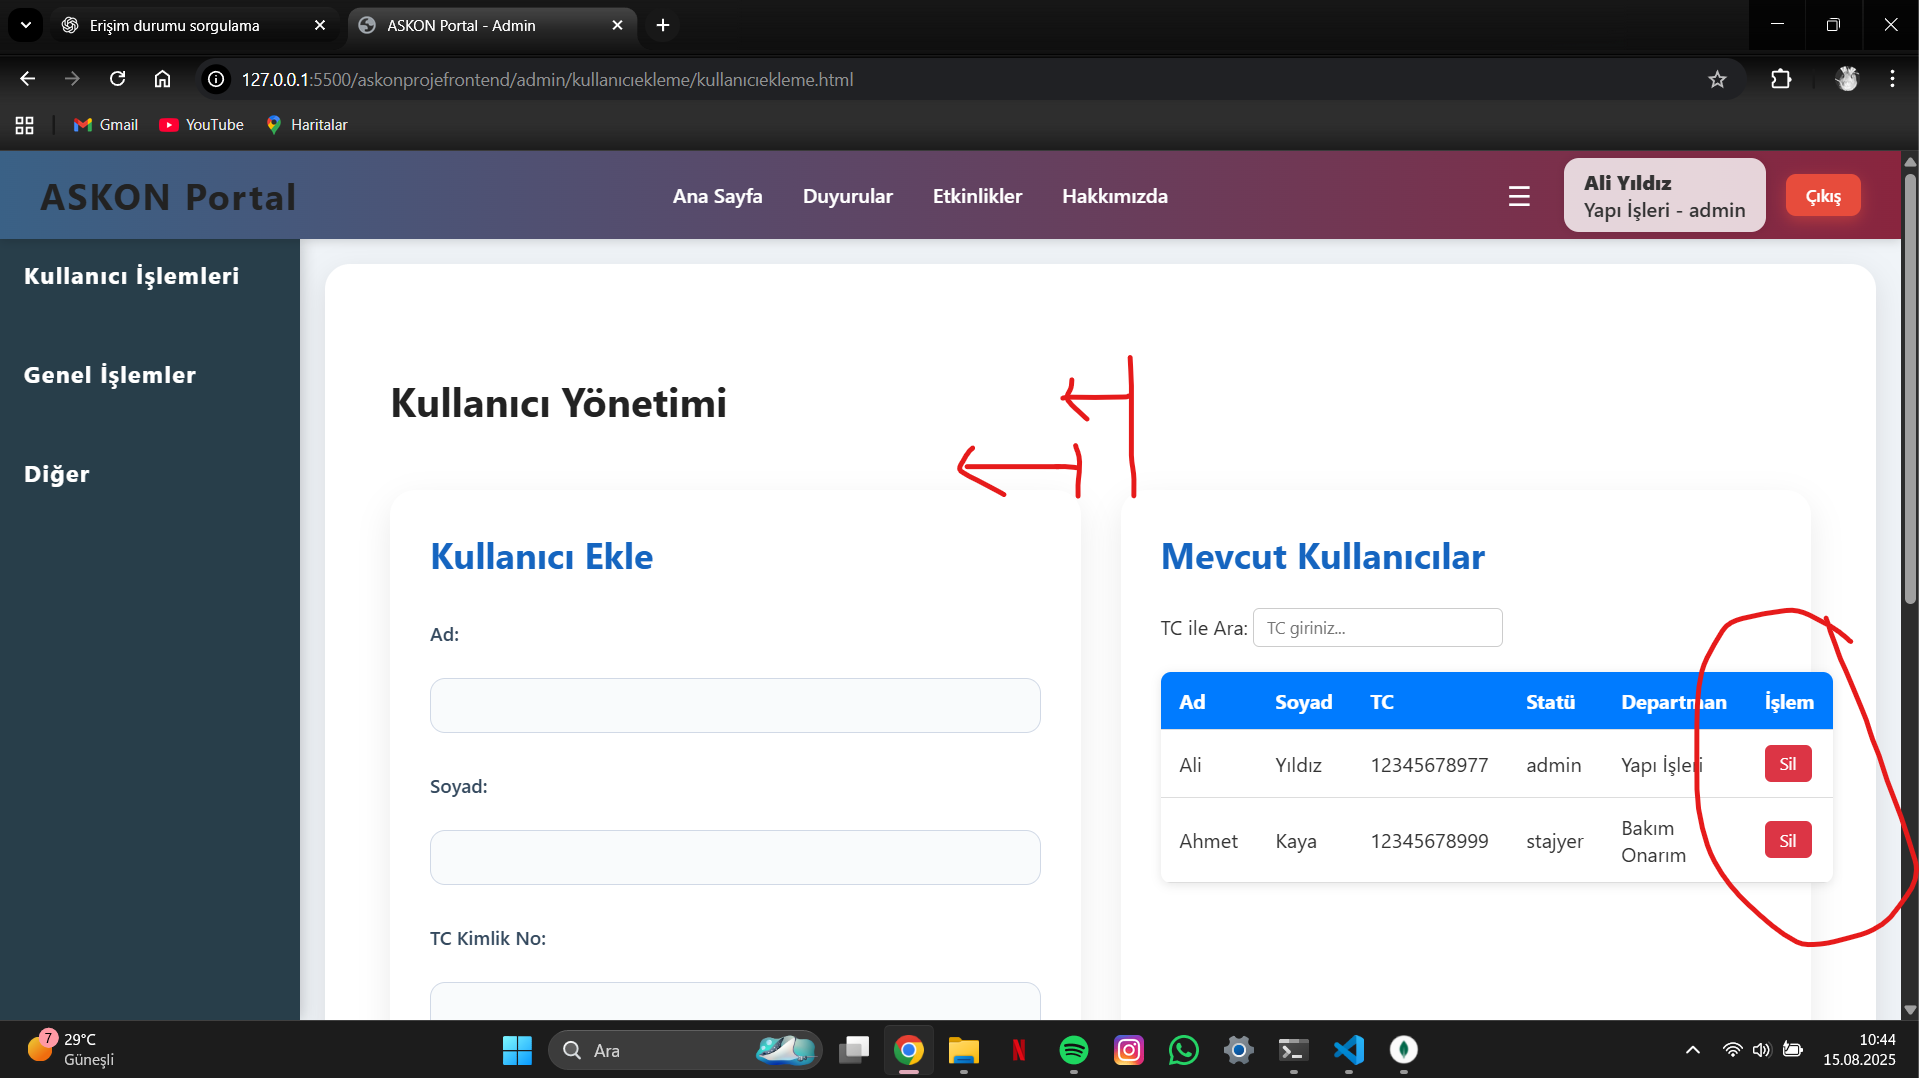 Erişim durumu sorgulama
ASKON Portal - Admin
127.0.0.1:5500/askonprojefrontend/admin/kullanıcıekleme/kullanıcıekleme.html
Gmail
YouTube
Haritalar
ASKON Portal
Ana Sayfa
Duyurular
Etkinlikler
Hakkımızda
Ali Yıldız
Yapı İşleri - admin
Çıkış
Kullanıcı İşlemleri
Genel İşlemler
Diğer
Kullanıcı Yönetimi
Kullanıcı Ekle
Ad:
Soyad:
TC Kimlik No:
Mevcut Kullanıcılar
TC ile Ara: TC giriniz...
Ad Soyad TC Statü Departman İşlem
Ali Yıldız 12345678977 admin Yapı İşleri Sil
Ahmet Kaya 12345678999 stajyer Bakım Onarım Sil
7
29°C
Güneşli
Ara
10:44
15.08.2025